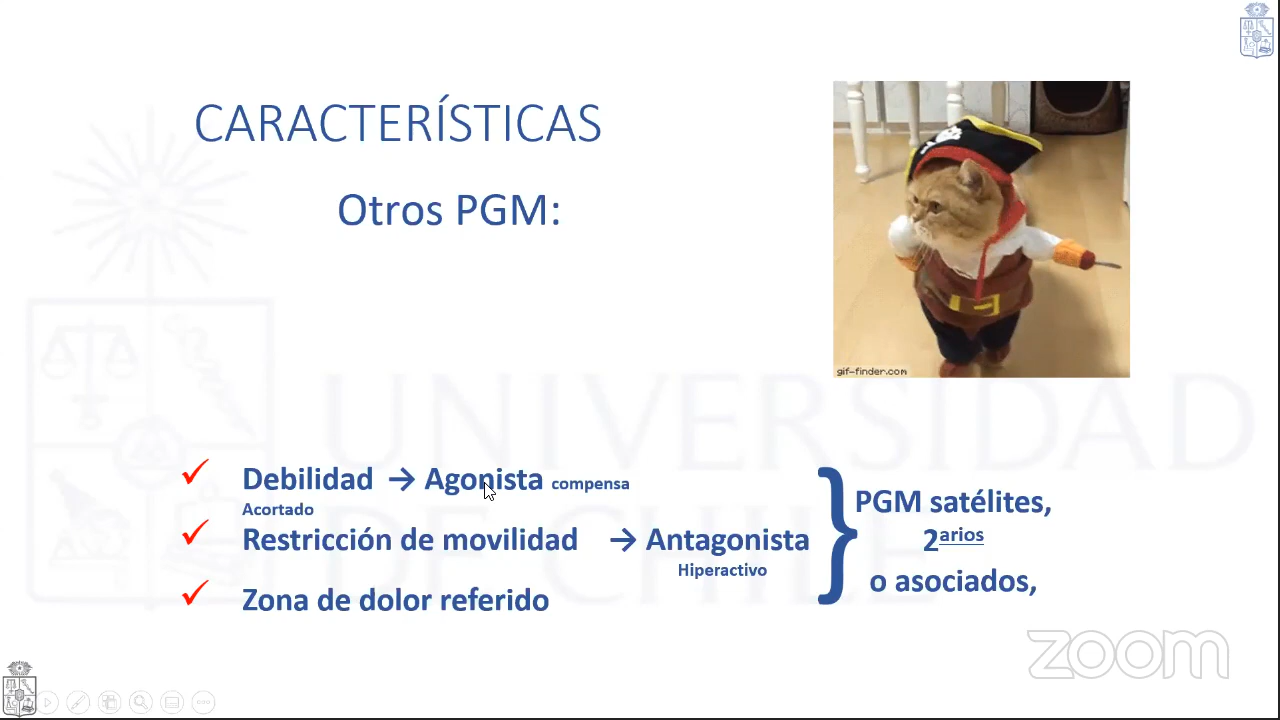 CARACTERÍSTICAS
Otros PGM:
gif-finder.com
UNIVERSIDAD
DE CHILE
Debilidad → Agonista compensa
Acortado
Restricción de movilidad → Antagonista
Hiperactivo
Zona de dolor referido
PGM satélites,
2arios
o asociados,
zoom